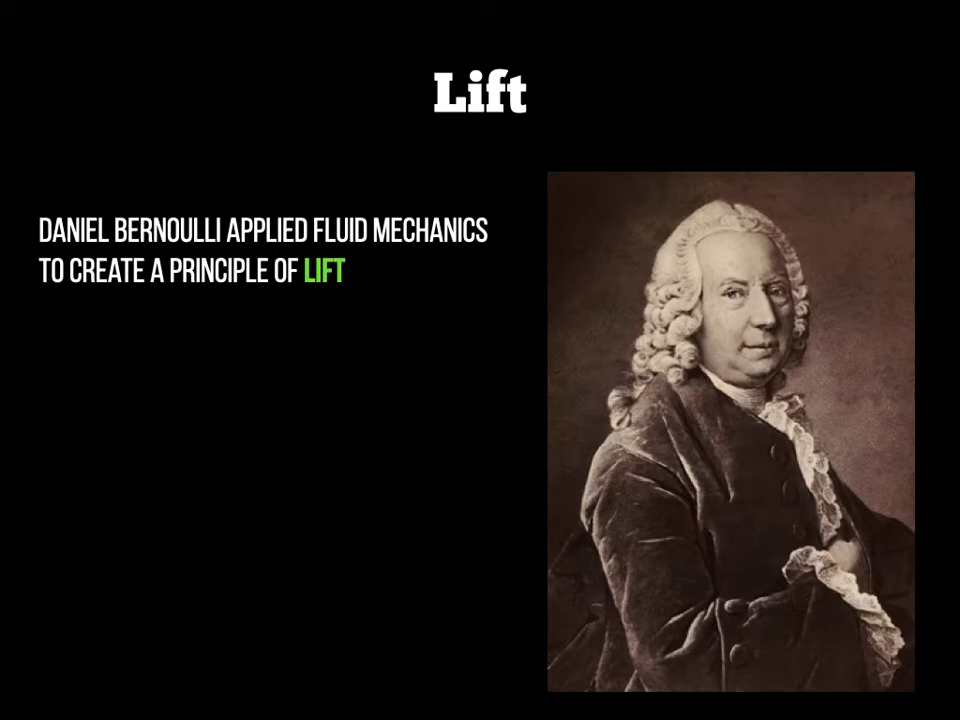 Lift
DANIEL BERNOULLI APPLIED FLUID MECHANICS
TO CREATE A PRINCIPLE OF LIFT